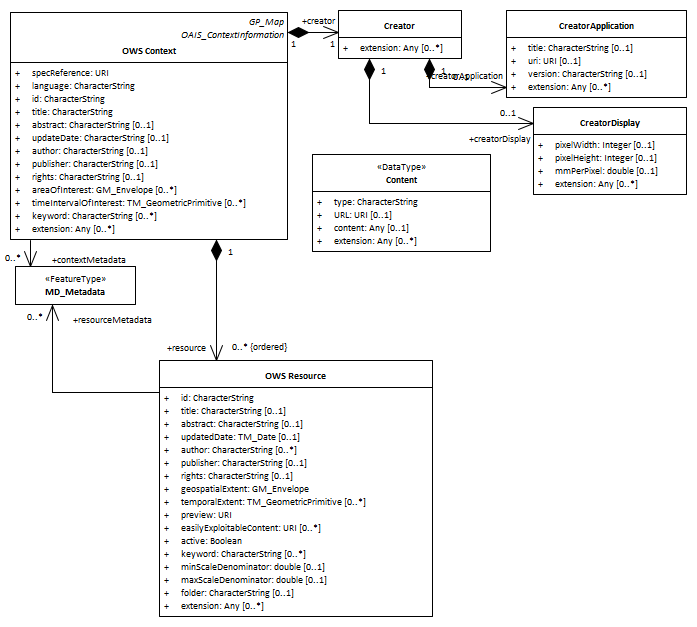 GP_Map
OAIS_ContextInformation
OWS Context
+ specReference: URI
+ language: CharacterString
+ id: CharacterString
+ title: CharacterString
+ abstract: CharacterString [0..1]
+ updateDate: CharacterString [0..1]
+ author: CharacterString [0..1]
+ publisher: CharacterString [0..1]
+ rights: CharacterString [0..1]
+ areaOfInterest: GM_Envelope [0..*]
+ timeIntervalOfInterest: TM_GeometricPrimitive [0..*]
+ keyword: CharacterString [0..*]
+ extension: Any [0..*]
+creator
1
1
Creator
+ extension: Any [0..*]
1
1
+creatorApplication
0..1
CreatorApplication
+ title: CharacterString [0..1]
+ uri: URI [0..1]
+ version: CharacterString [0..1]
+ extension: Any [0..*]
0..1
+creatorDisplay
CreatorDisplay
+ pixelWidth: Integer [0..1]
+ pixelHeight: Integer [0..1]
+ mmPerPixel: double [0..1]
+ extension: Any [0..*]
«DataType»
Content
+ type: CharacterString
+ URL: URI [0..1]
+ content: Any [0..1]
+ extension: Any [0..*]
0..*
+contextMetadata
1
«FeatureType»
MD_Metadata
0..*
+resourceMetadata
+resource
0..* {ordered}
OWS Resource
+ id: CharacterString
+ title: CharacterString [0..1]
+ abstract: CharacterString [0..1]
+ updatedDate: TM_Date [0..1]
+ author: CharacterString [0..*]
+ publisher: CharacterString [0..1]
+ rights: CharacterString [0..1]
+ geospatialExtent: GM_Envelope
+ temporalExtent: TM_GeometricPrimitive [0..*]
+ preview: URI
+ easilyExploitableContent: URI [0..*]
+ active: Boolean
+ keyword: CharacterString [0..*]
+ minScaleDenominator: double [0..1]
+ maxScaleDenominator: double [0..1]
+ folder: CharacterString [0..1]
+ extension: Any [0..*]